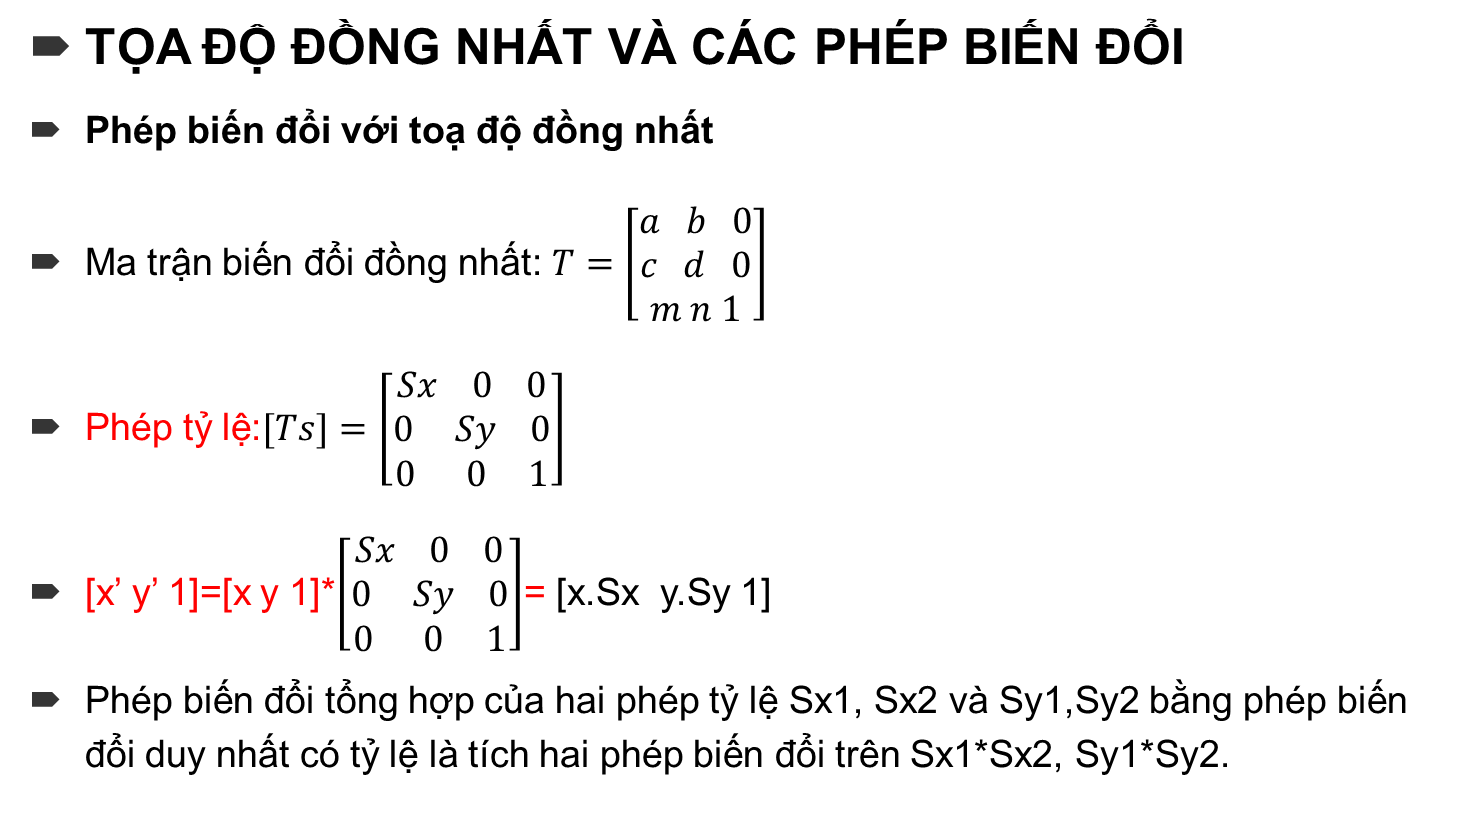 TỌA ĐỘ ĐỒNG NHẤT VÀ CÁC PHÉP BIẾN ĐỔI
Phép biến đổi với toạ độ đồng nhất
a b 0
Ma trận biến đổi đồng nhất: T = c d 0
m n 1
Sx 0 0
Phép tỷ lệ:[Ts] = 0 Sy 0
0 0 1
Sx 0 0
[x’ y’ 1]=[x y 1]* 0 Sy 0 = [x.Sx y.Sy 1]
0 0 1
Phép biến đổi tổng hợp của hai phép tỷ lệ Sx1, Sx2 và Sy1,Sy2 bằng phép biến
đổi duy nhất có tỷ lệ là tích hai phép biến đổi trên Sx1*Sx2, Sy1*Sy2.